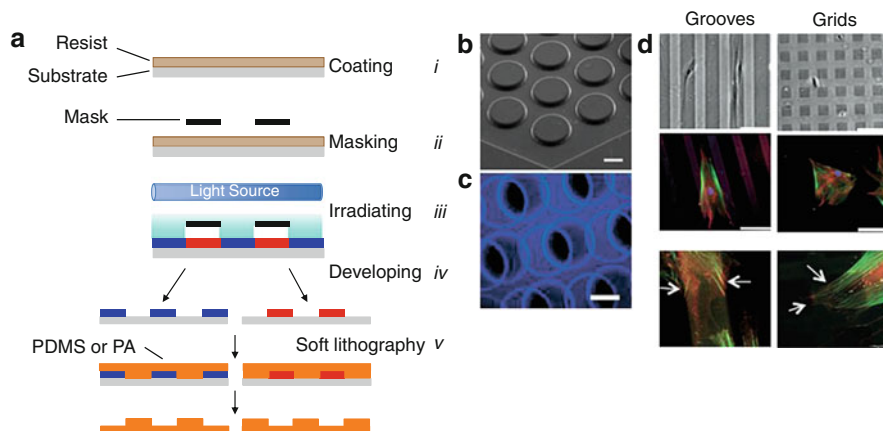 a
Resist
Substrate
Coating i
Mask
Masking ii
Light Source
Irradiating iii
Developing iv
PDMS or PA
Soft lithography v
b
c
Grooves Grids
d